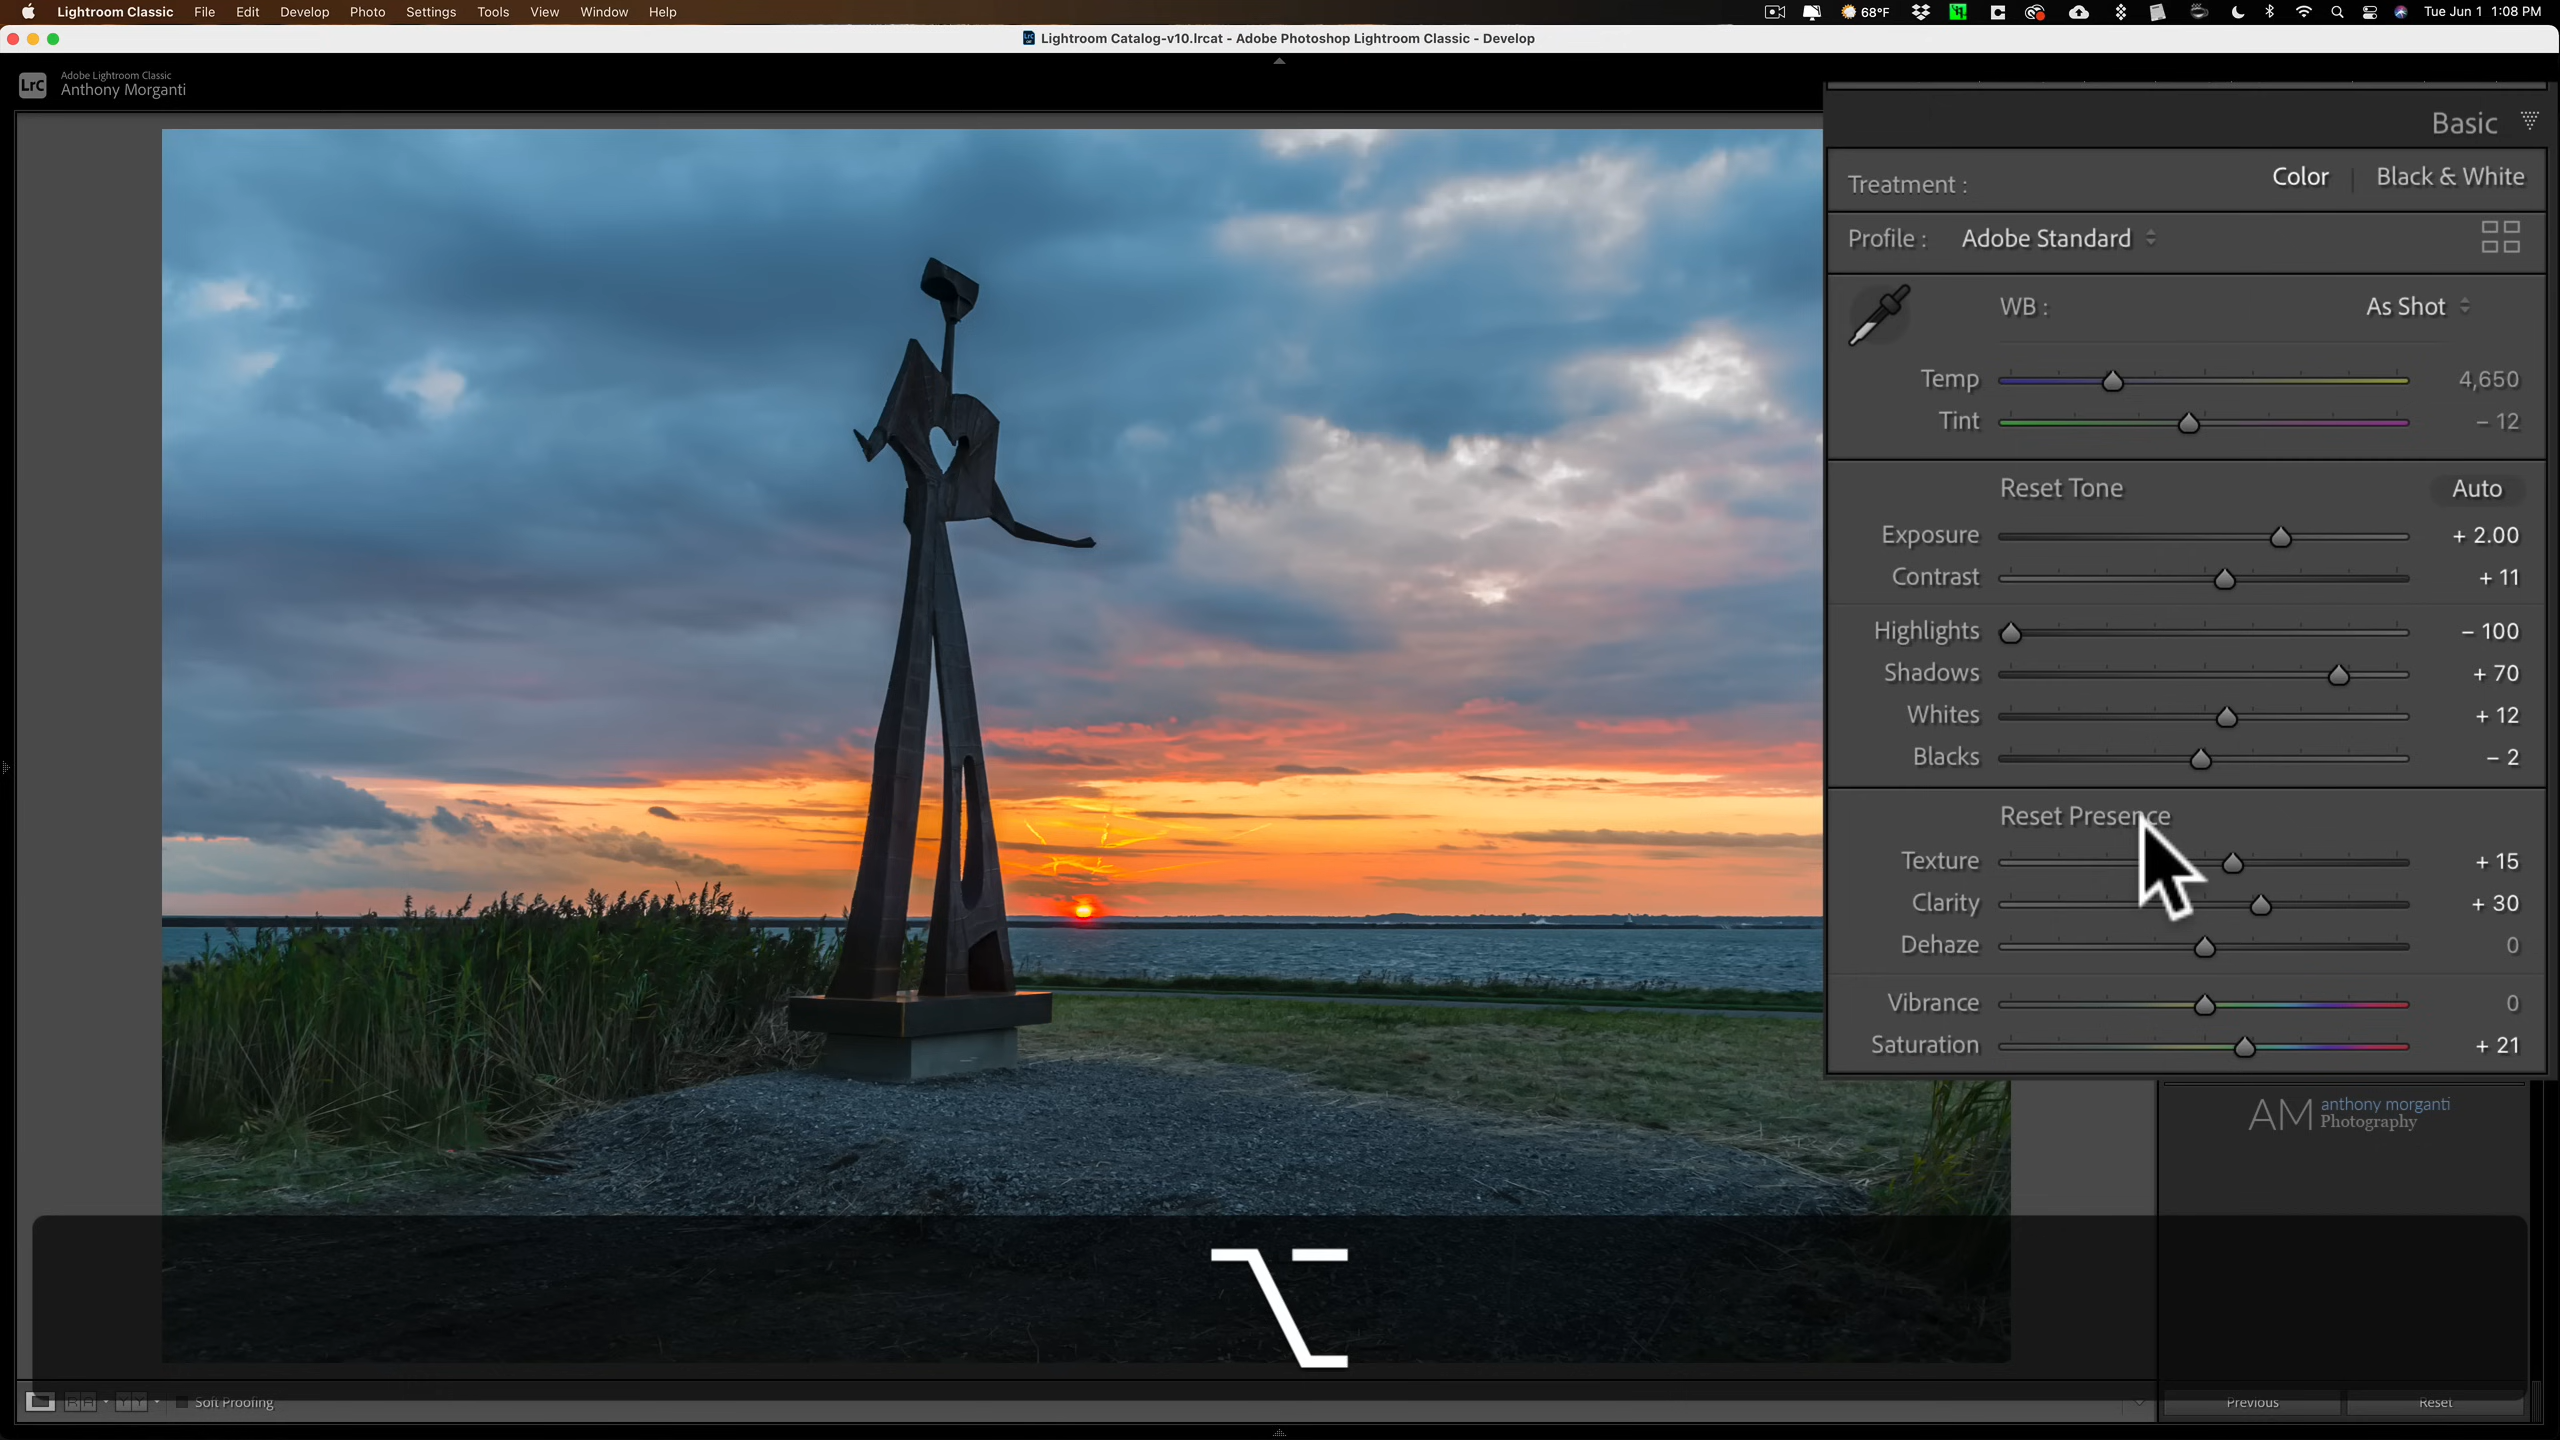 Lightroom Classic File Edit Develop Photo Settings Tools View Window Help 68°F Tue Jun 1 1:08 PM
Lightroom Catalog-v10.lrcat - Adobe Photoshop Lightroom Classic - Develop
LrC
Adobe Lightroom Classic
Anthony Morganti
Basic
Treatment : Color | Black & White
Profile : Adobe Standard
WB : As Shot
Temp 4,650
Tint – 12
Reset Tone Auto
Exposure + 2.00
Contrast + 11
Highlights – 100
Shadows + 70
Whites + 12
Blacks – 2
Reset Presence
Texture + 15
Clarity + 30
Dehaze 0
Vibrance 0
Saturation + 21
AM anthony morganti
Photography
Soft Proofing
Previous Reset